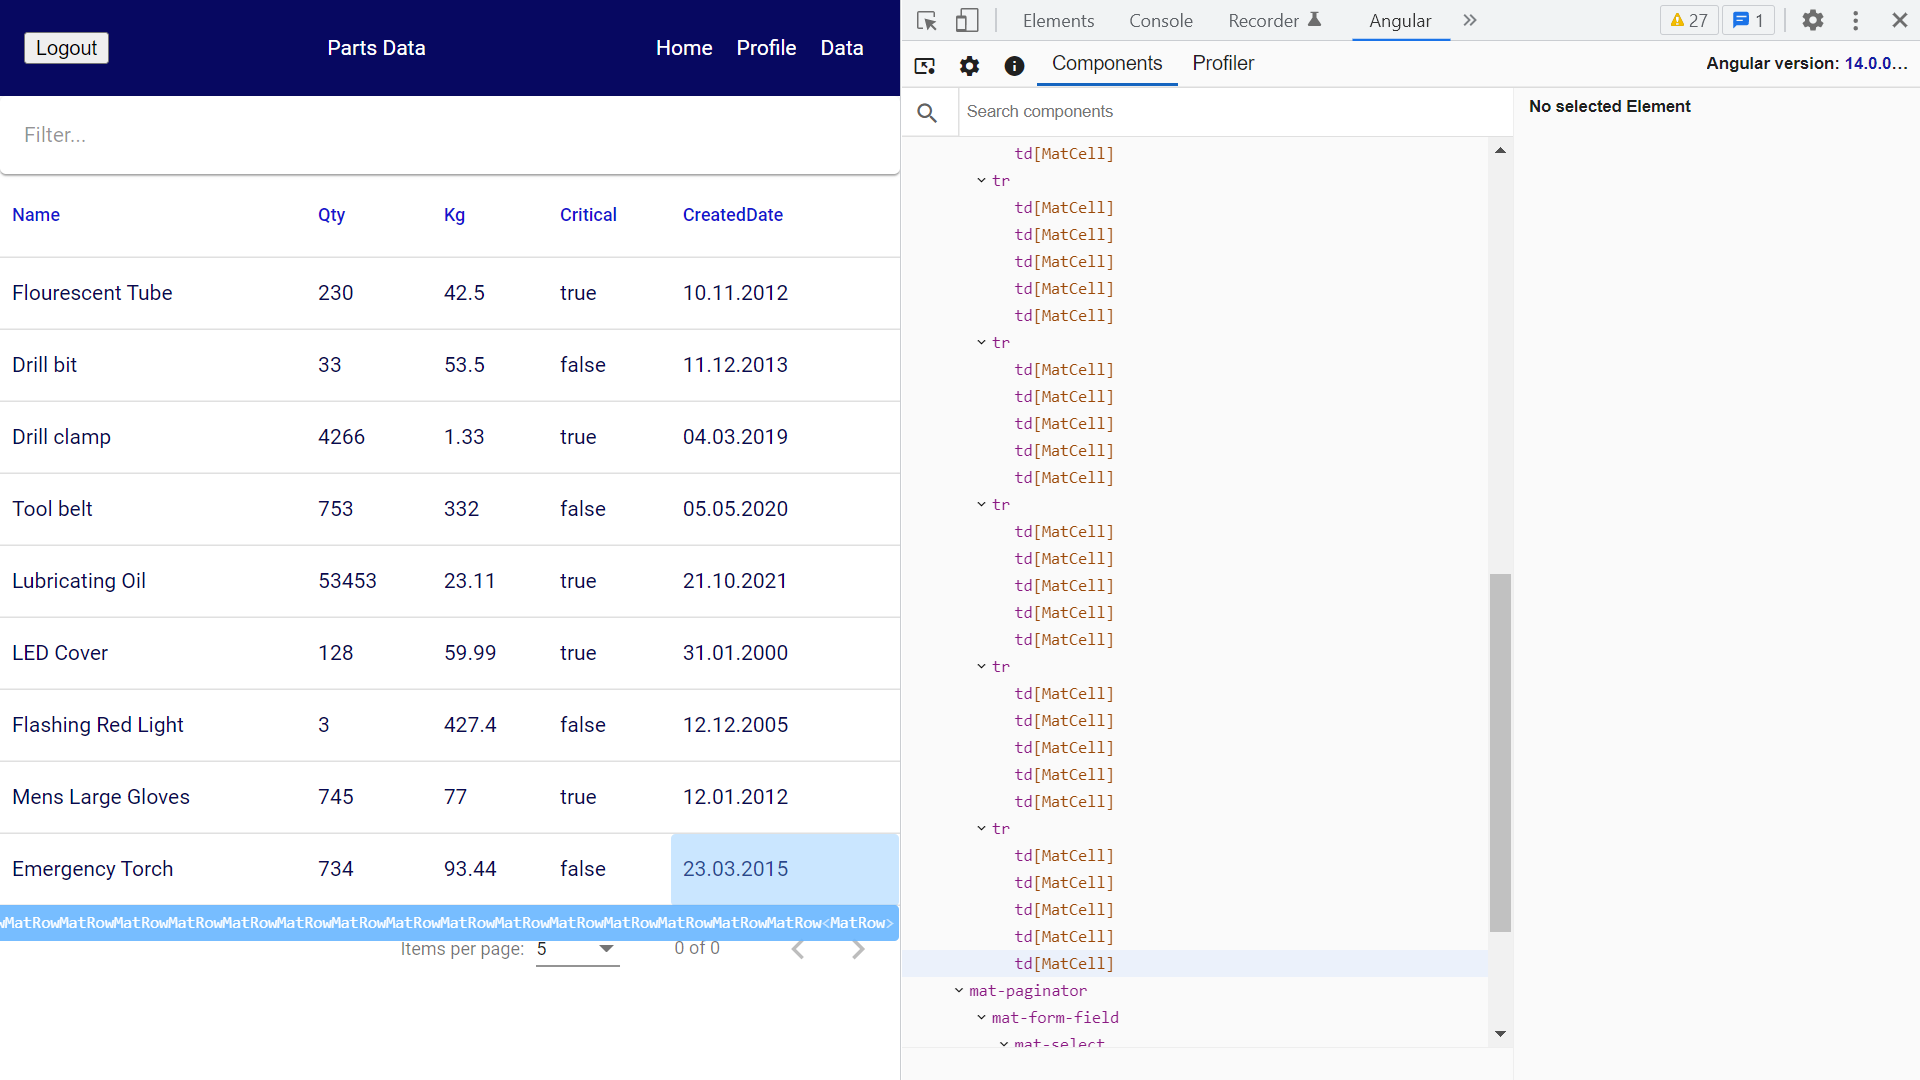 Logout Parts Data Home Profile Data
Filter...
Name Qty Kg Critical CreatedDate
Flourescent Tube 230 42.5 true 10.11.2012
Drill bit 33 53.5 false 11.12.2013
Drill clamp 4266 1.33 true 04.03.2019
Tool belt 753 332 false 05.05.2020
Lubricating Oil 53453 23.11 true 21.10.2021
LED Cover 128 59.99 true 31.01.2000
Flashing Red Light 3 427.4 false 12.12.2005
Mens Large Gloves 745 77 true 12.01.2012
Emergency Torch 734 93.44 false 23.03.2015
wMatRowMatRowMatRowMatRowMatRowMatRowMatRowMatRowMatRowMatRowMatRowMatRowMatRowMatRowMatRow<MatRow>
Items per page: 5 0 of 0
Elements Console Recorder Angular 27 1
Components Profiler Angular version: 14.0.0...
Search components
No selected Element
td[MatCell]
tr
td[MatCell]
td[MatCell]
td[MatCell]
td[MatCell]
td[MatCell]
tr
td[MatCell]
td[MatCell]
td[MatCell]
td[MatCell]
td[MatCell]
tr
td[MatCell]
td[MatCell]
td[MatCell]
td[MatCell]
td[MatCell]
tr
td[MatCell]
td[MatCell]
td[MatCell]
td[MatCell]
td[MatCell]
tr
td[MatCell]
td[MatCell]
td[MatCell]
td[MatCell]
td[MatCell]
mat-paginator
mat-form-field
mat-select